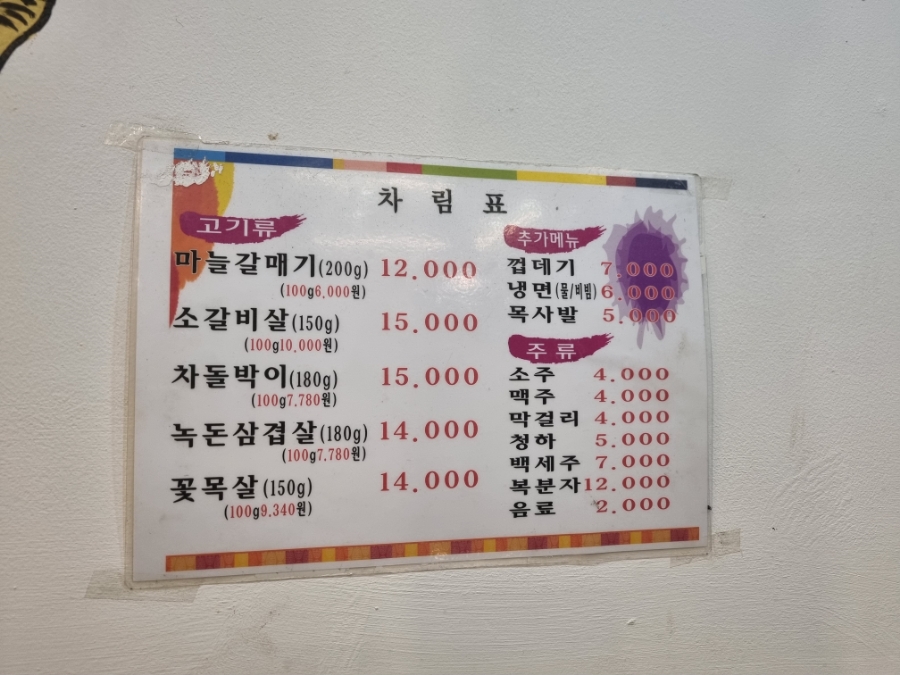 차 림 표
고기류
마늘갈매기(200g) 12.000
(100g6.000원)
소갈비살(150g) 15.000
(100g10.000원)
차돌박이(180g) 15.000
(100g7.780원)
녹돈삼겹살(180g) 14.000
(100g7.780원)
꽃목살(150g) 14.000
(100g9.340원)
추가메뉴
껍데기 7.000
냉면(물/비빔) 6.000
목사발 5.000
주 류
소주 4.000
맥주 4.000
막걸리 4.000
청하 5.000
백세주 7.000
복분자 12.000
음료 2.000